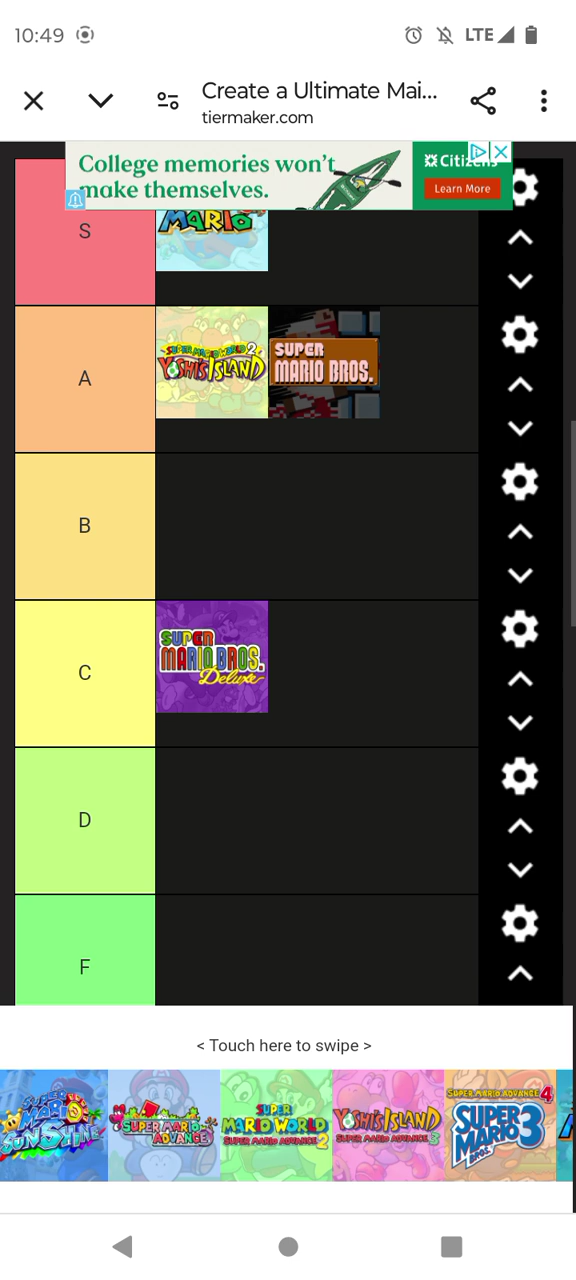 10:49
LTE
Create a Ultimate Mai...
tiermaker.com
College memories won't
make themselves.
Citizens
Learn More
S
MARIO
A
SUPER MARIO WORLD 2
YOSHI'S ISLAND
SUPER
MARIO BROS.
B
C
SUPER
MARIO BROS.
Deluxe
D
F
< Touch here to swipe >
SUPER
MARIO
SUNSHINE
SUPER MARIO
ADVANCE
SUPER
MARIO WORLD
SUPER MARIO ADVANCE 2
YOSHI'S ISLAND
SUPER MARIO ADVANCE 3
SUPER MARIO ADVANCE 4
SUPER
MARIO 3
BROS.